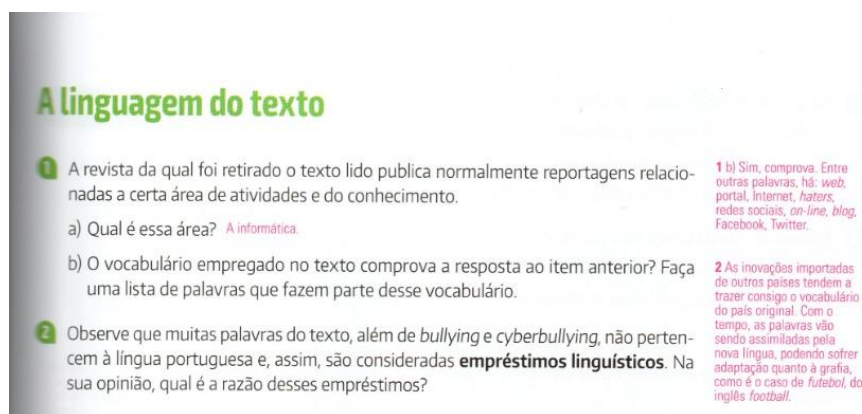 A linguagem do texto
1 A revista da qual foi retirado o texto lido publica normalmente reportagens relacio-
nadas a certa área de atividades e do conhecimento.
a) Qual é essa área? A informática.
b) O vocabulário empregado no texto comprova a resposta ao item anterior? Faça
uma lista de palavras que fazem parte desse vocabulário.
2 Observe que muitas palavras do texto, além de bullying e cyberbullying, não perten-
cem à língua portuguesa e, assim, são consideradas empréstimos linguísticos. Na
sua opinião, qual é a razão desses empréstimos?
1 b) Sim, comprova. Entre
outras palavras, há: web,
portal, Internet, haters,
redes sociais, on-line, blog,
Facebook, Twitter.
2 As inovações importadas
de outros países tendem a
trazer consigo o vocabulário
do país original. Com o
tempo, as palavras vão
sendo assimiladas pela
nova língua, podendo sofrer
adaptação quanto à grafia,
como é o caso de futebol, do
inglês football.